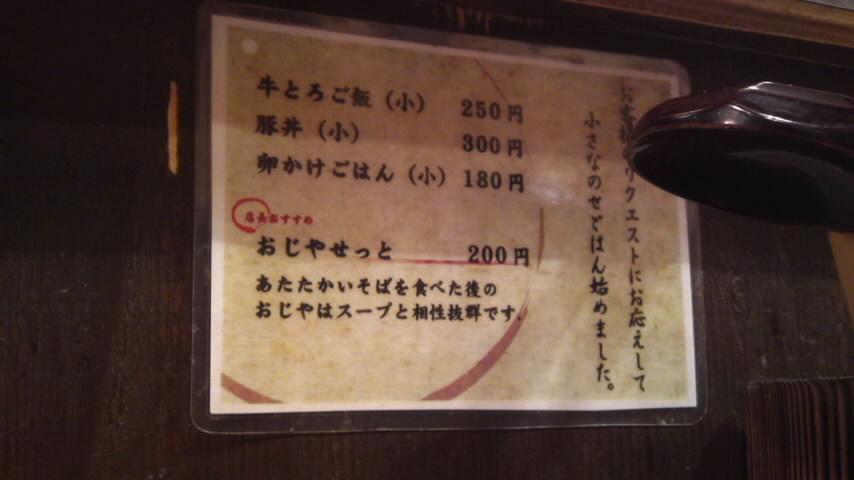 お客様のリクエストにお応えして
小さなのせごはん始めました。
牛とろご飯（小） 250円
豚丼（小） 300円
卵かけごはん（小） 180円
店長おすすめ
おじやせっと 200円
あたたかいそばを食べた後の
おじやはスープと相性抜群です。